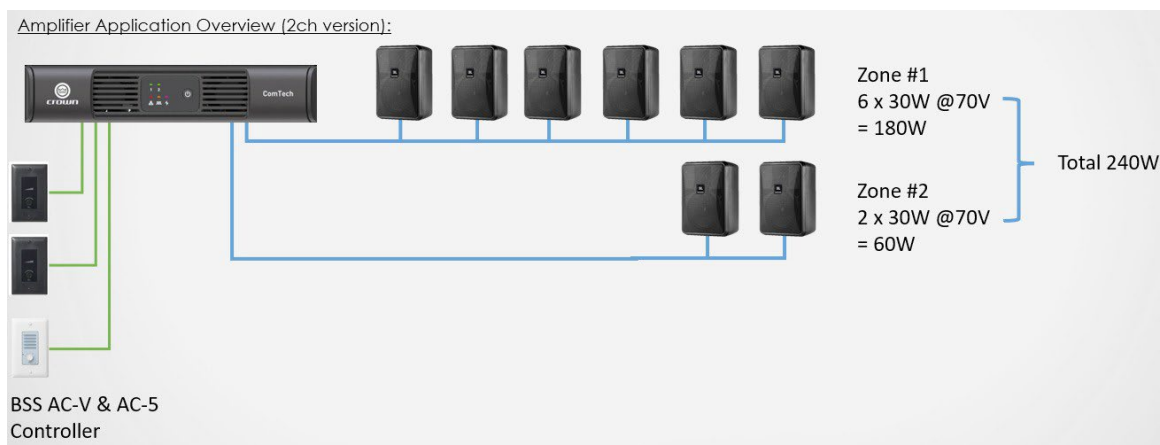 Amplifier Application Overview (2ch version):
crown
ComTech
Zone #1
6 x 30W @70V
= 180W
Total 240W
Zone #2
2 x 30W @70V
= 60W
BSS AC-V & AC-5
Controller